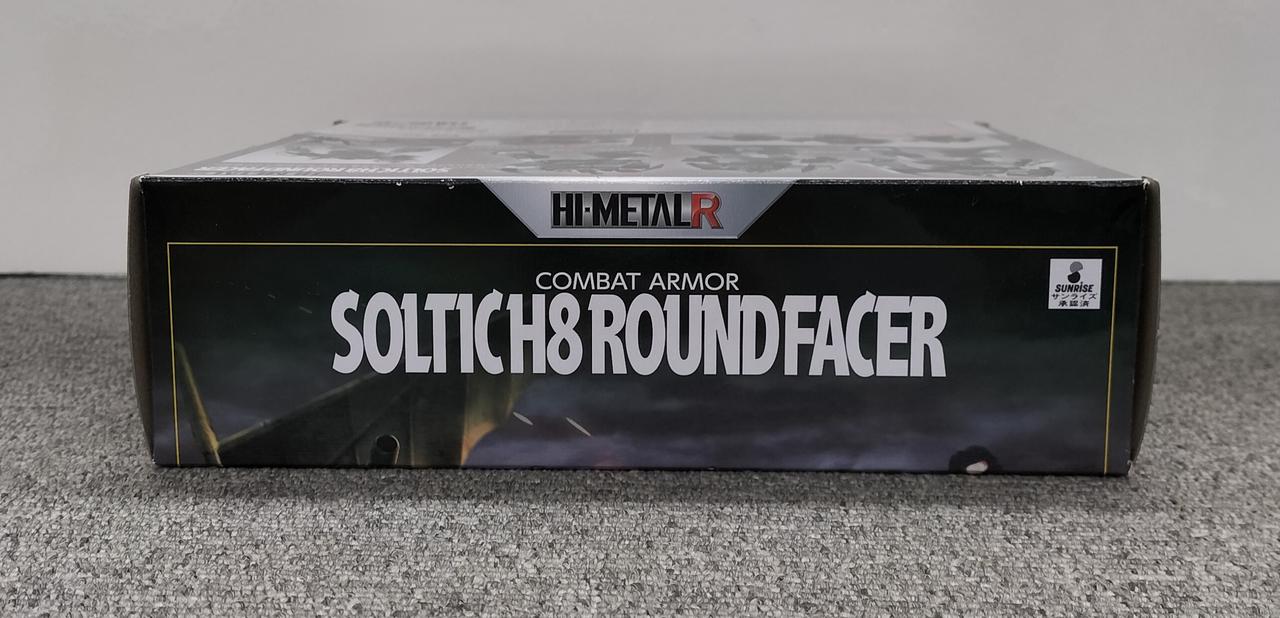 HI-METAL R
COMBAT ARMOR
SOLTIC H8 ROUNDFACER
SUNRISE
サンライズ
承認済